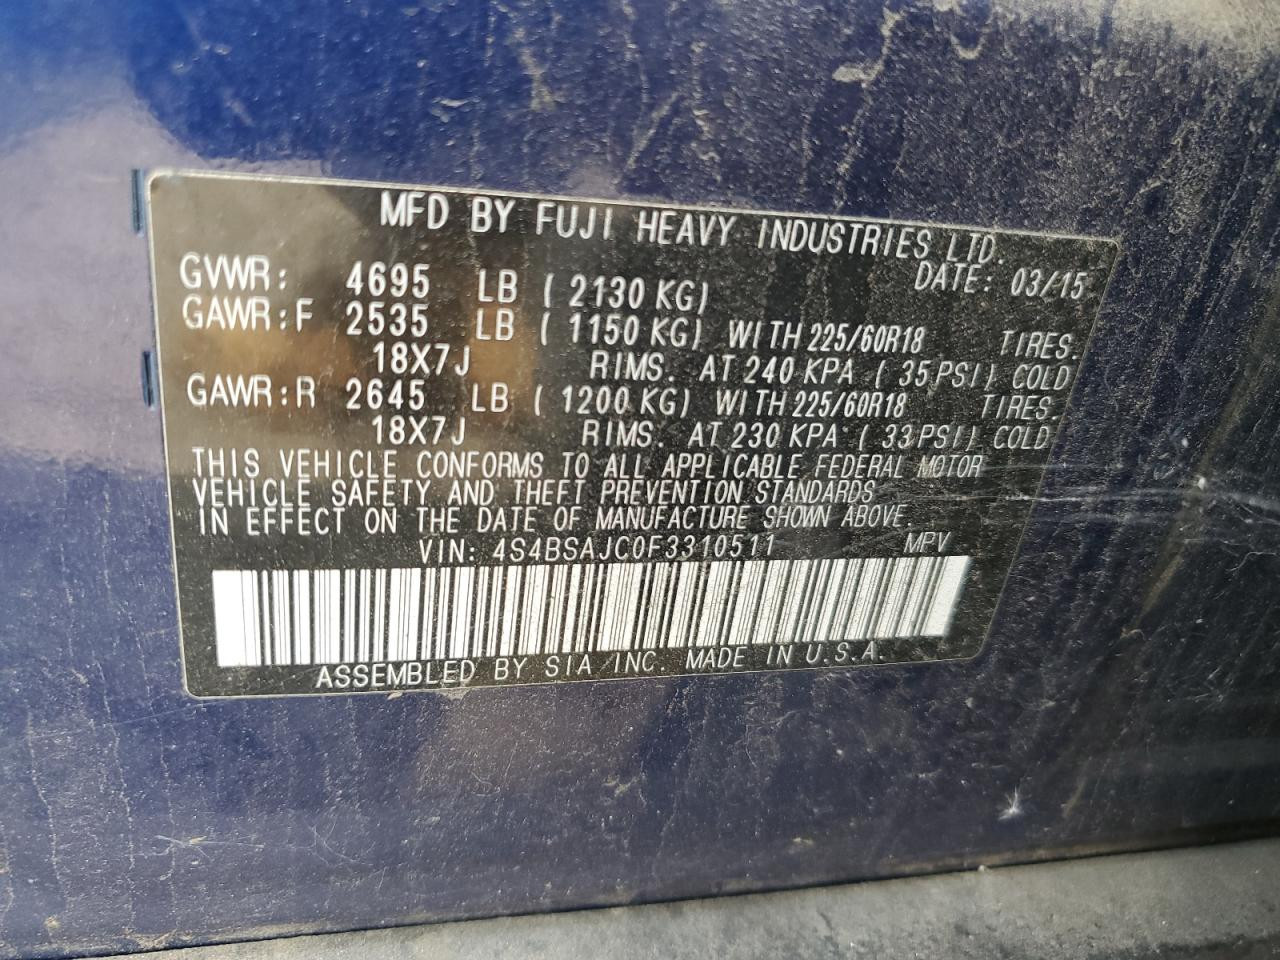 MFD BY FUJI HEAVY INDUSTRIES LTD.
DATE: 03/15
GVWR: 4695 LB ( 2130 KG)
GAWR:F 2535 LB ( 1150 KG) WITH 225/60R18 TIRES.
18X7J RIMS. AT 240 KPA ( 35 PSI) COLD
GAWR:R 2645 LB ( 1200 KG) WITH 225/60R18 TIRES.
18X7J RIMS. AT 230 KPA ( 33 PSI) COLD
THIS VEHICLE CONFORMS TO ALL APPLICABLE FEDERAL MOTOR
VEHICLE SAFETY AND THEFT PREVENTION STANDARDS
IN EFFECT ON THE DATE OF MANUFACTURE SHOWN ABOVE.
VIN: 4S4BSAJC0F3310511 MPV
ASSEMBLED BY SIA INC. MADE IN U.S.A.